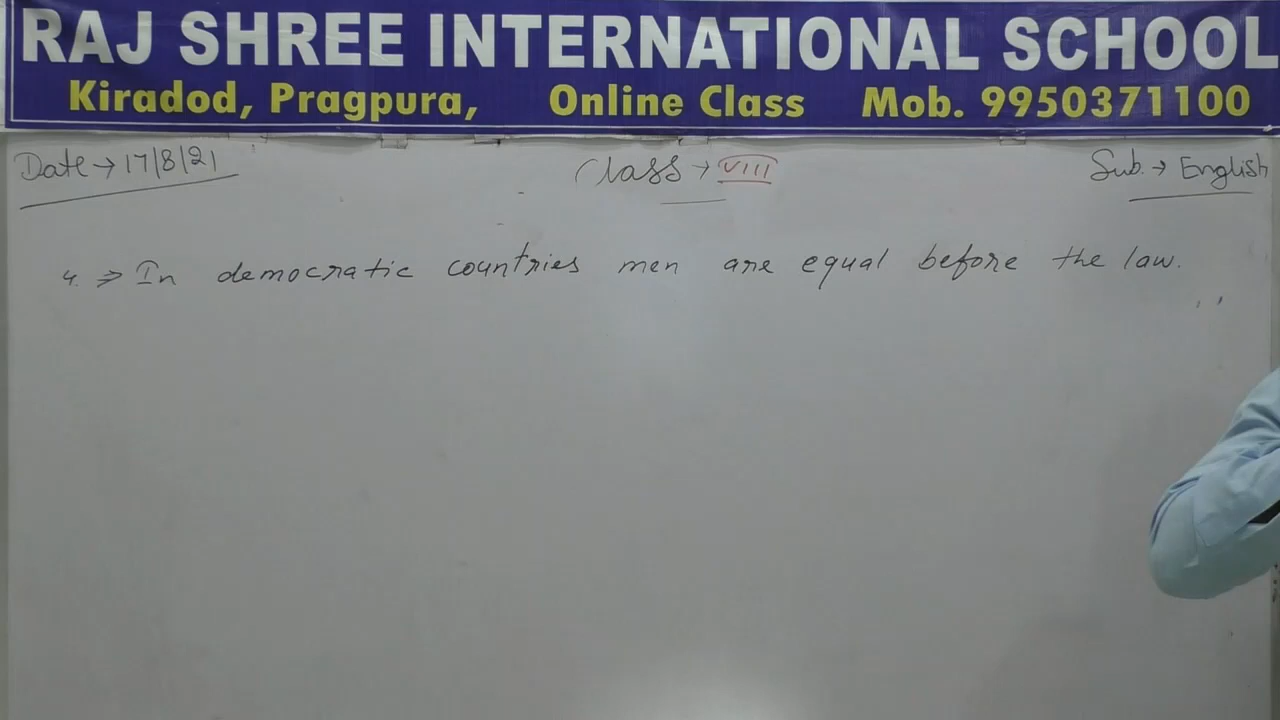 RAJ SHREE INTERNATIONAL SCHOOL
Kiradod, Pragpura, Online Class Mob. 9950371100
Date → 17/8/21 Class → VIII Sub. → English
4. ⇒ In democratic countries men are equal before the law.